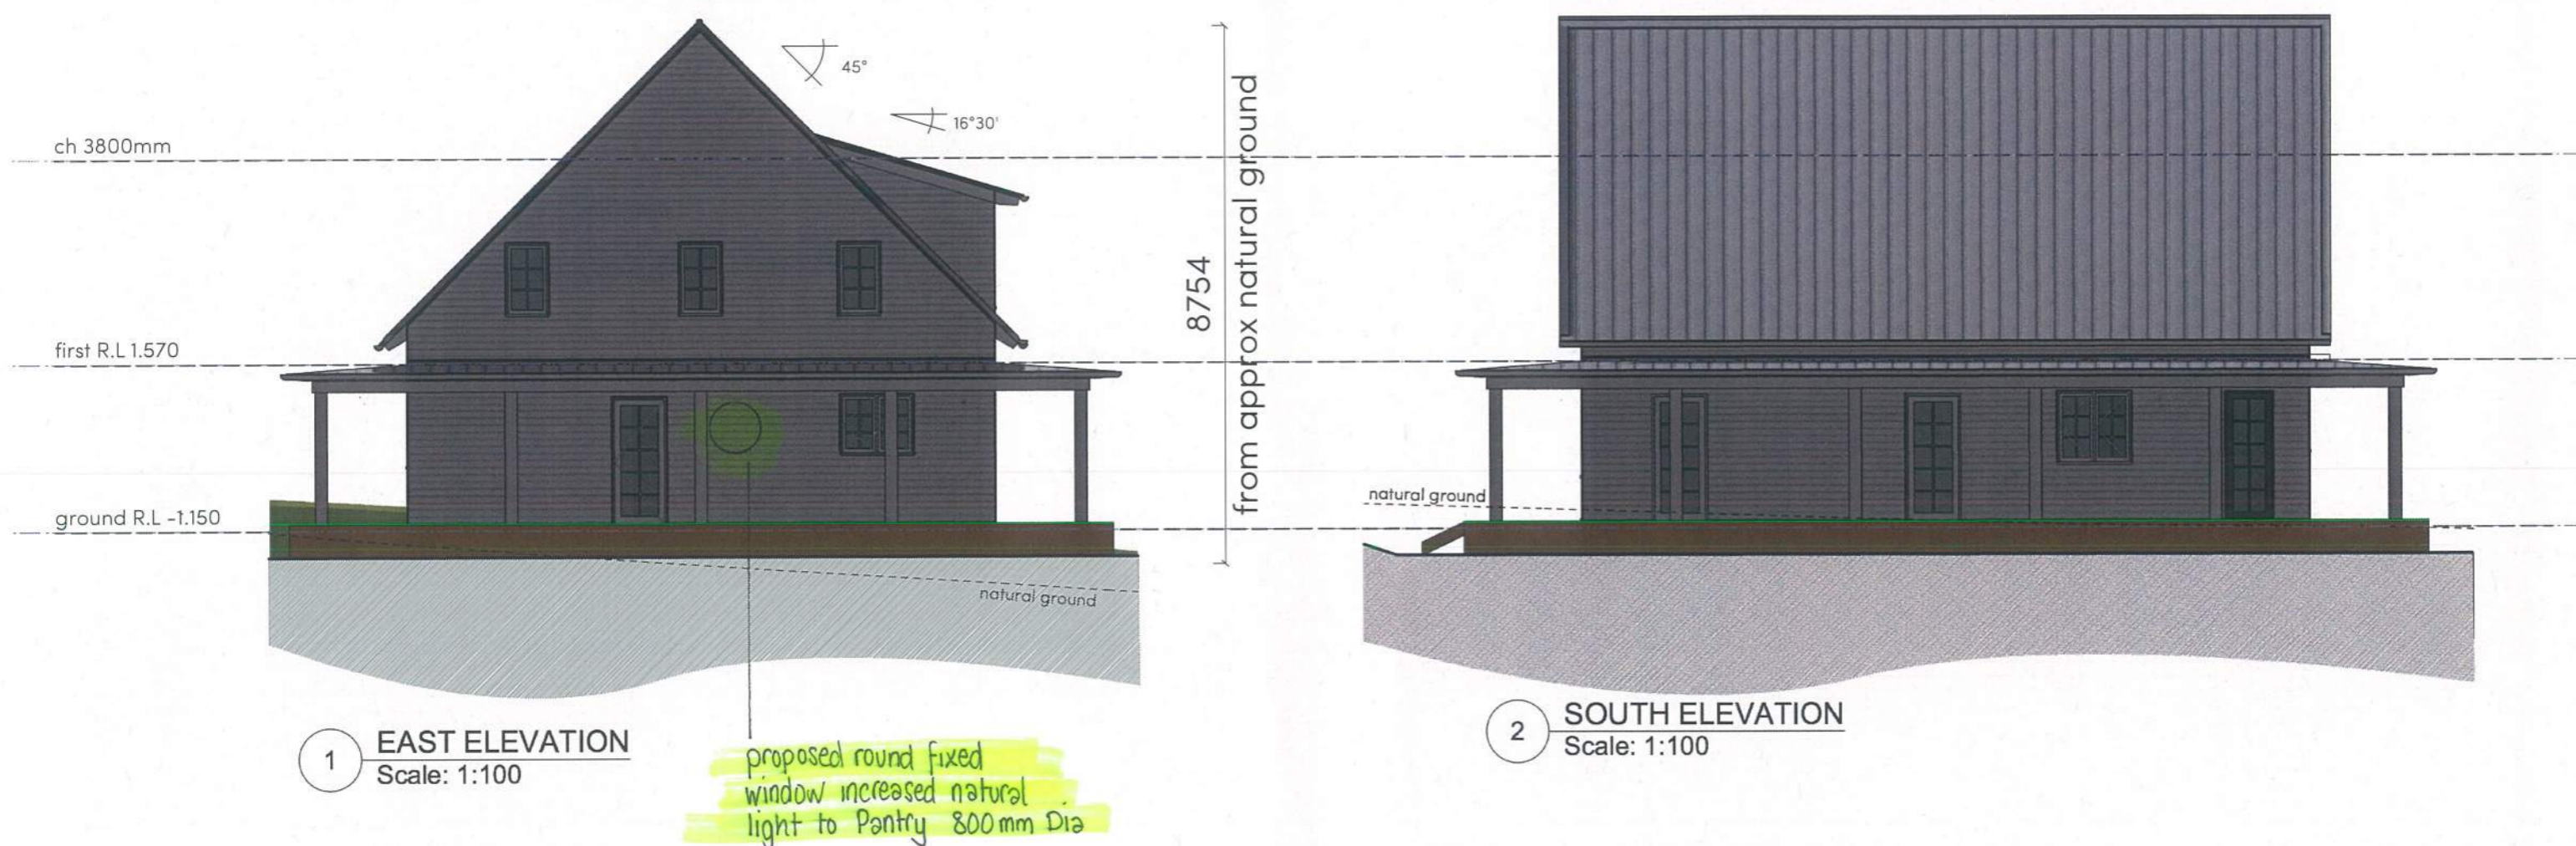 45°
16°30'
ch 3800mm
first R.L 1.570
ground R.L -1.150
natural ground
8754
from approx natural ground
natural ground
1
EAST ELEVATION
Scale: 1:100
proposed round fixed
window increased natural
light to Pantry 800mm Dia.
2
SOUTH ELEVATION
Scale: 1:100